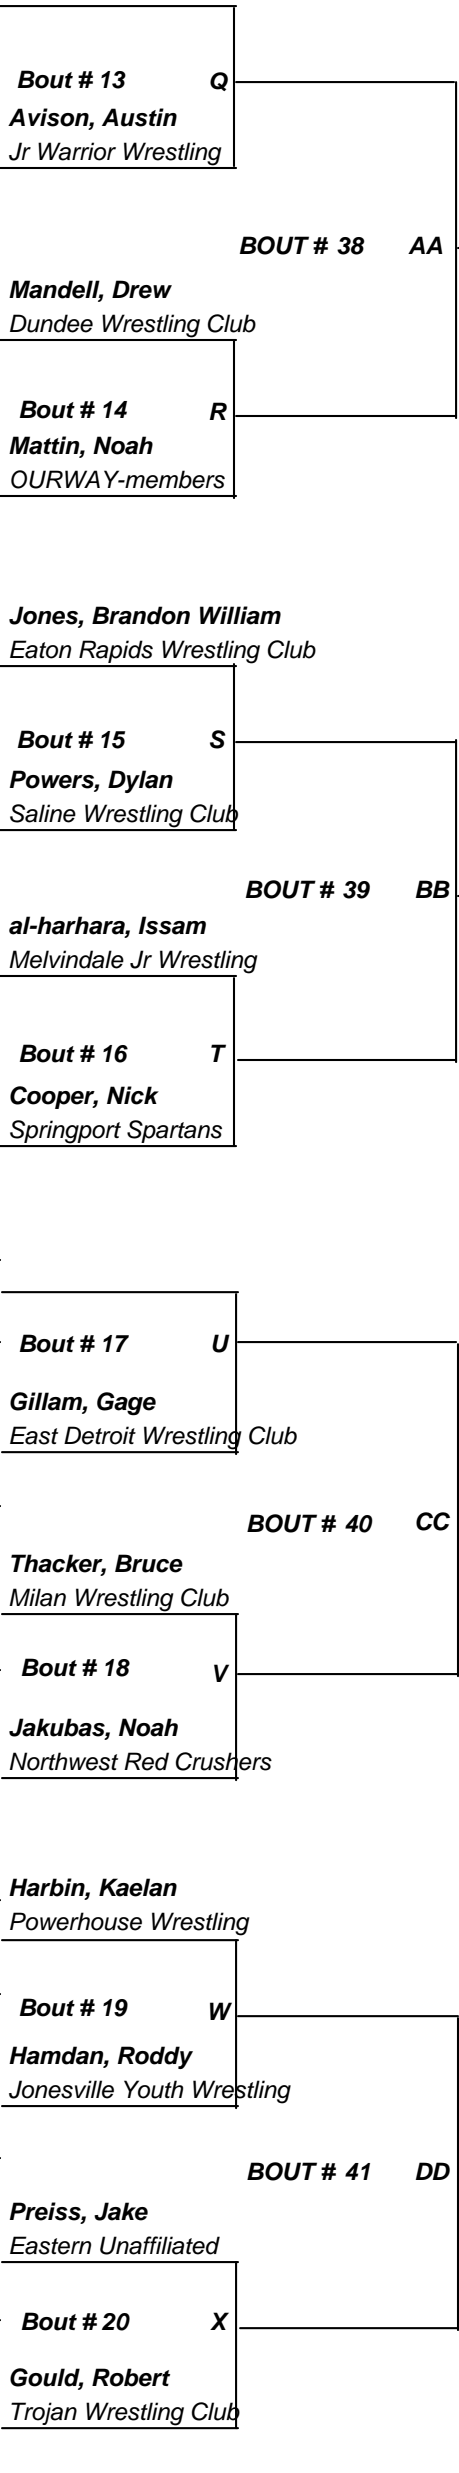 Bout # 13 Q
Avison, Austin
Jr Warrior Wrestling
BOUT # 38 AA
Mandell, Drew
Dundee Wrestling Club
Bout # 14 R
Mattin, Noah
OURWAY-members
Jones, Brandon William
Eaton Rapids Wrestling Club
Bout # 15 S
Powers, Dylan
Saline Wrestling Club
BOUT # 39 BB
al-harhara, Issam
Melvindale Jr Wrestling
Bout # 16 T
Cooper, Nick
Springport Spartans
Bout # 17 U
Gillam, Gage
East Detroit Wrestling Club
BOUT # 40 CC
Thacker, Bruce
Milan Wrestling Club
Bout # 18 V
Jakubas, Noah
Northwest Red Crushers
Harbin, Kaelan
Powerhouse Wrestling
Bout # 19 W
Hamdan, Roddy
Jonesville Youth Wrestling
BOUT # 41 DD
Preiss, Jake
Eastern Unaffiliated
Bout # 20 X
Gould, Robert
Trojan Wrestling Club